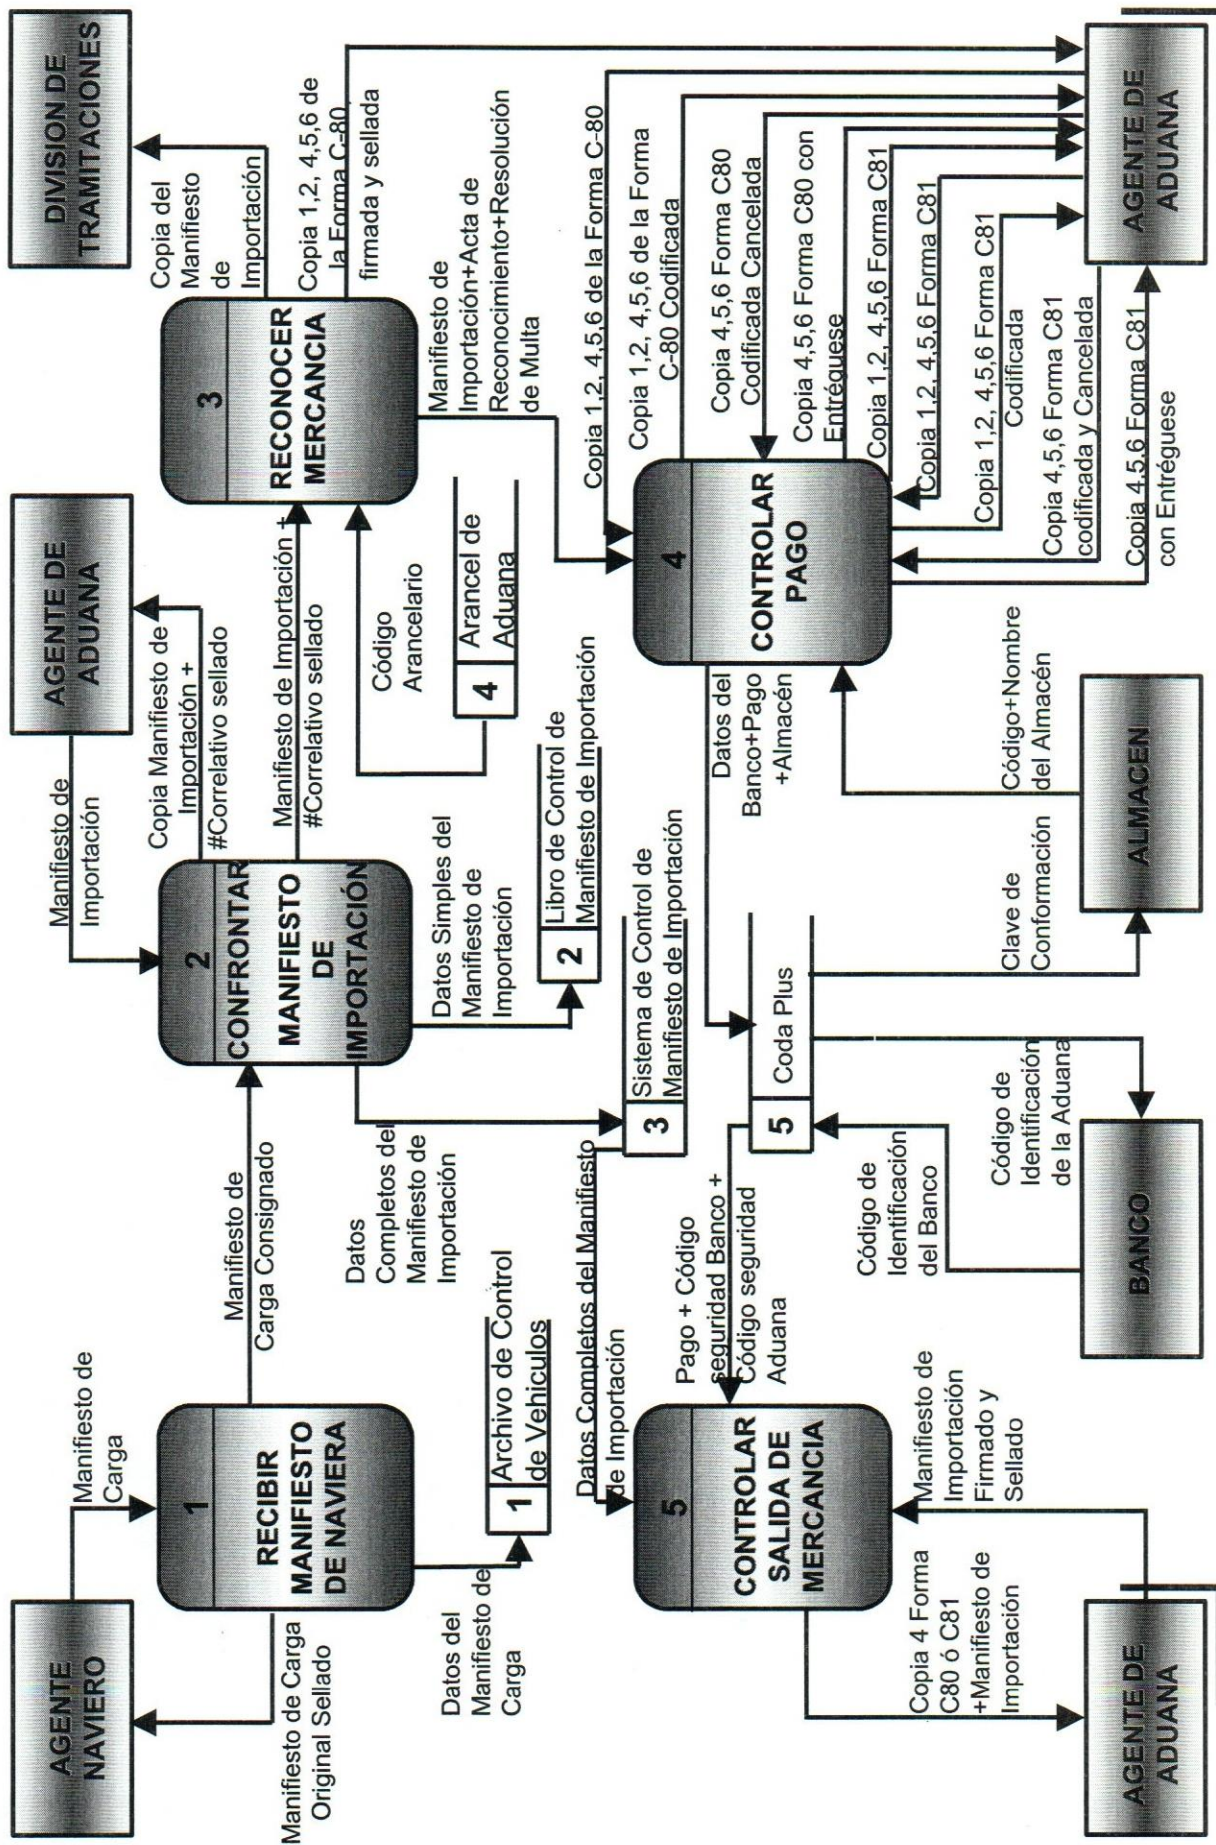 AGENTE
NAVIERO
Manifiesto de
Carga
Manifiesto de Carga
Original Sellado
1
RECIBIR
MANIFIESTO
DE NAVIERA
Datos del
Manifiesto de
Carga
1
Archivo de Control
de Vehiculos
Manifiesto de
Carga Consignado
AGENTE DE
ADUANA
Manifiesto de
Importación
Copia Manifiesto de
Importación +
#Correlativo sellado
2
CONFRONTAR
MANIFIESTO
DE
IMPORTACIÓN
Manifiesto de Importación +
#Correlativo sellado
Datos Simples del
Manifiesto de
Importación
2
Libro de Control de
Manifiesto de Importación
Datos
Completos del
Manifiesto de
Importación
3
Sistema de Control de
Manifiesto de Importación
DIVISION DE
TRAMITACIONES
Copia del
Manifiesto
de
Importación
3
RECONOCER
MERCANCIA
Copia 1,2, 4,5,6 de
la Forma C-80
firmada y sellada
Código
Arancelario
4
Arancel de
Aduana
Manifiesto de
Importación+Acta de
Reconocimiento+Resolución
de Multa
Datos Completos del Manifiesto
de Importación
Pago + Código
seguridad Banco +
Código seguridad
Aduana
5
CONTROLAR
SALIDA DE
MERCANCIA
Copia 4 Forma
C80 ó C81
+Manifiesto de
Importación
Manifiesto de
Importación
Firmado y
Sellado
AGENTE DE
ADUANA
5
Coda Plus
Código de
Identificación
del Banco
Código de
Identificación
de la Aduana
BANCO
Clave de
Conformación
ALMACEN
Código+Nombre
del Almacén
Datos del
Banco+Pago
+Almacén
4
CONTROLAR
PAGO
Copia 1,2, 4,5,6 de la Forma C-80
Copia 1,2, 4,5,6 de la Forma
C-80 Codificada
Copia 4,5,6 Forma C80
Codificada Cancelada
Copia 4,5,6 Forma C80 con
Entréguese
Copia 1,2, 4,5,6 Forma C81
Copia 1,2, 4,5,6 Forma C81
Copia 1,2, 4,5,6 Forma C81
Codificada
Copia 4,5,6 Forma C81
codificada y Cancelada
Copia 4,5,6 Forma C81
con Entréguese
AGENTE DE
ADUANA